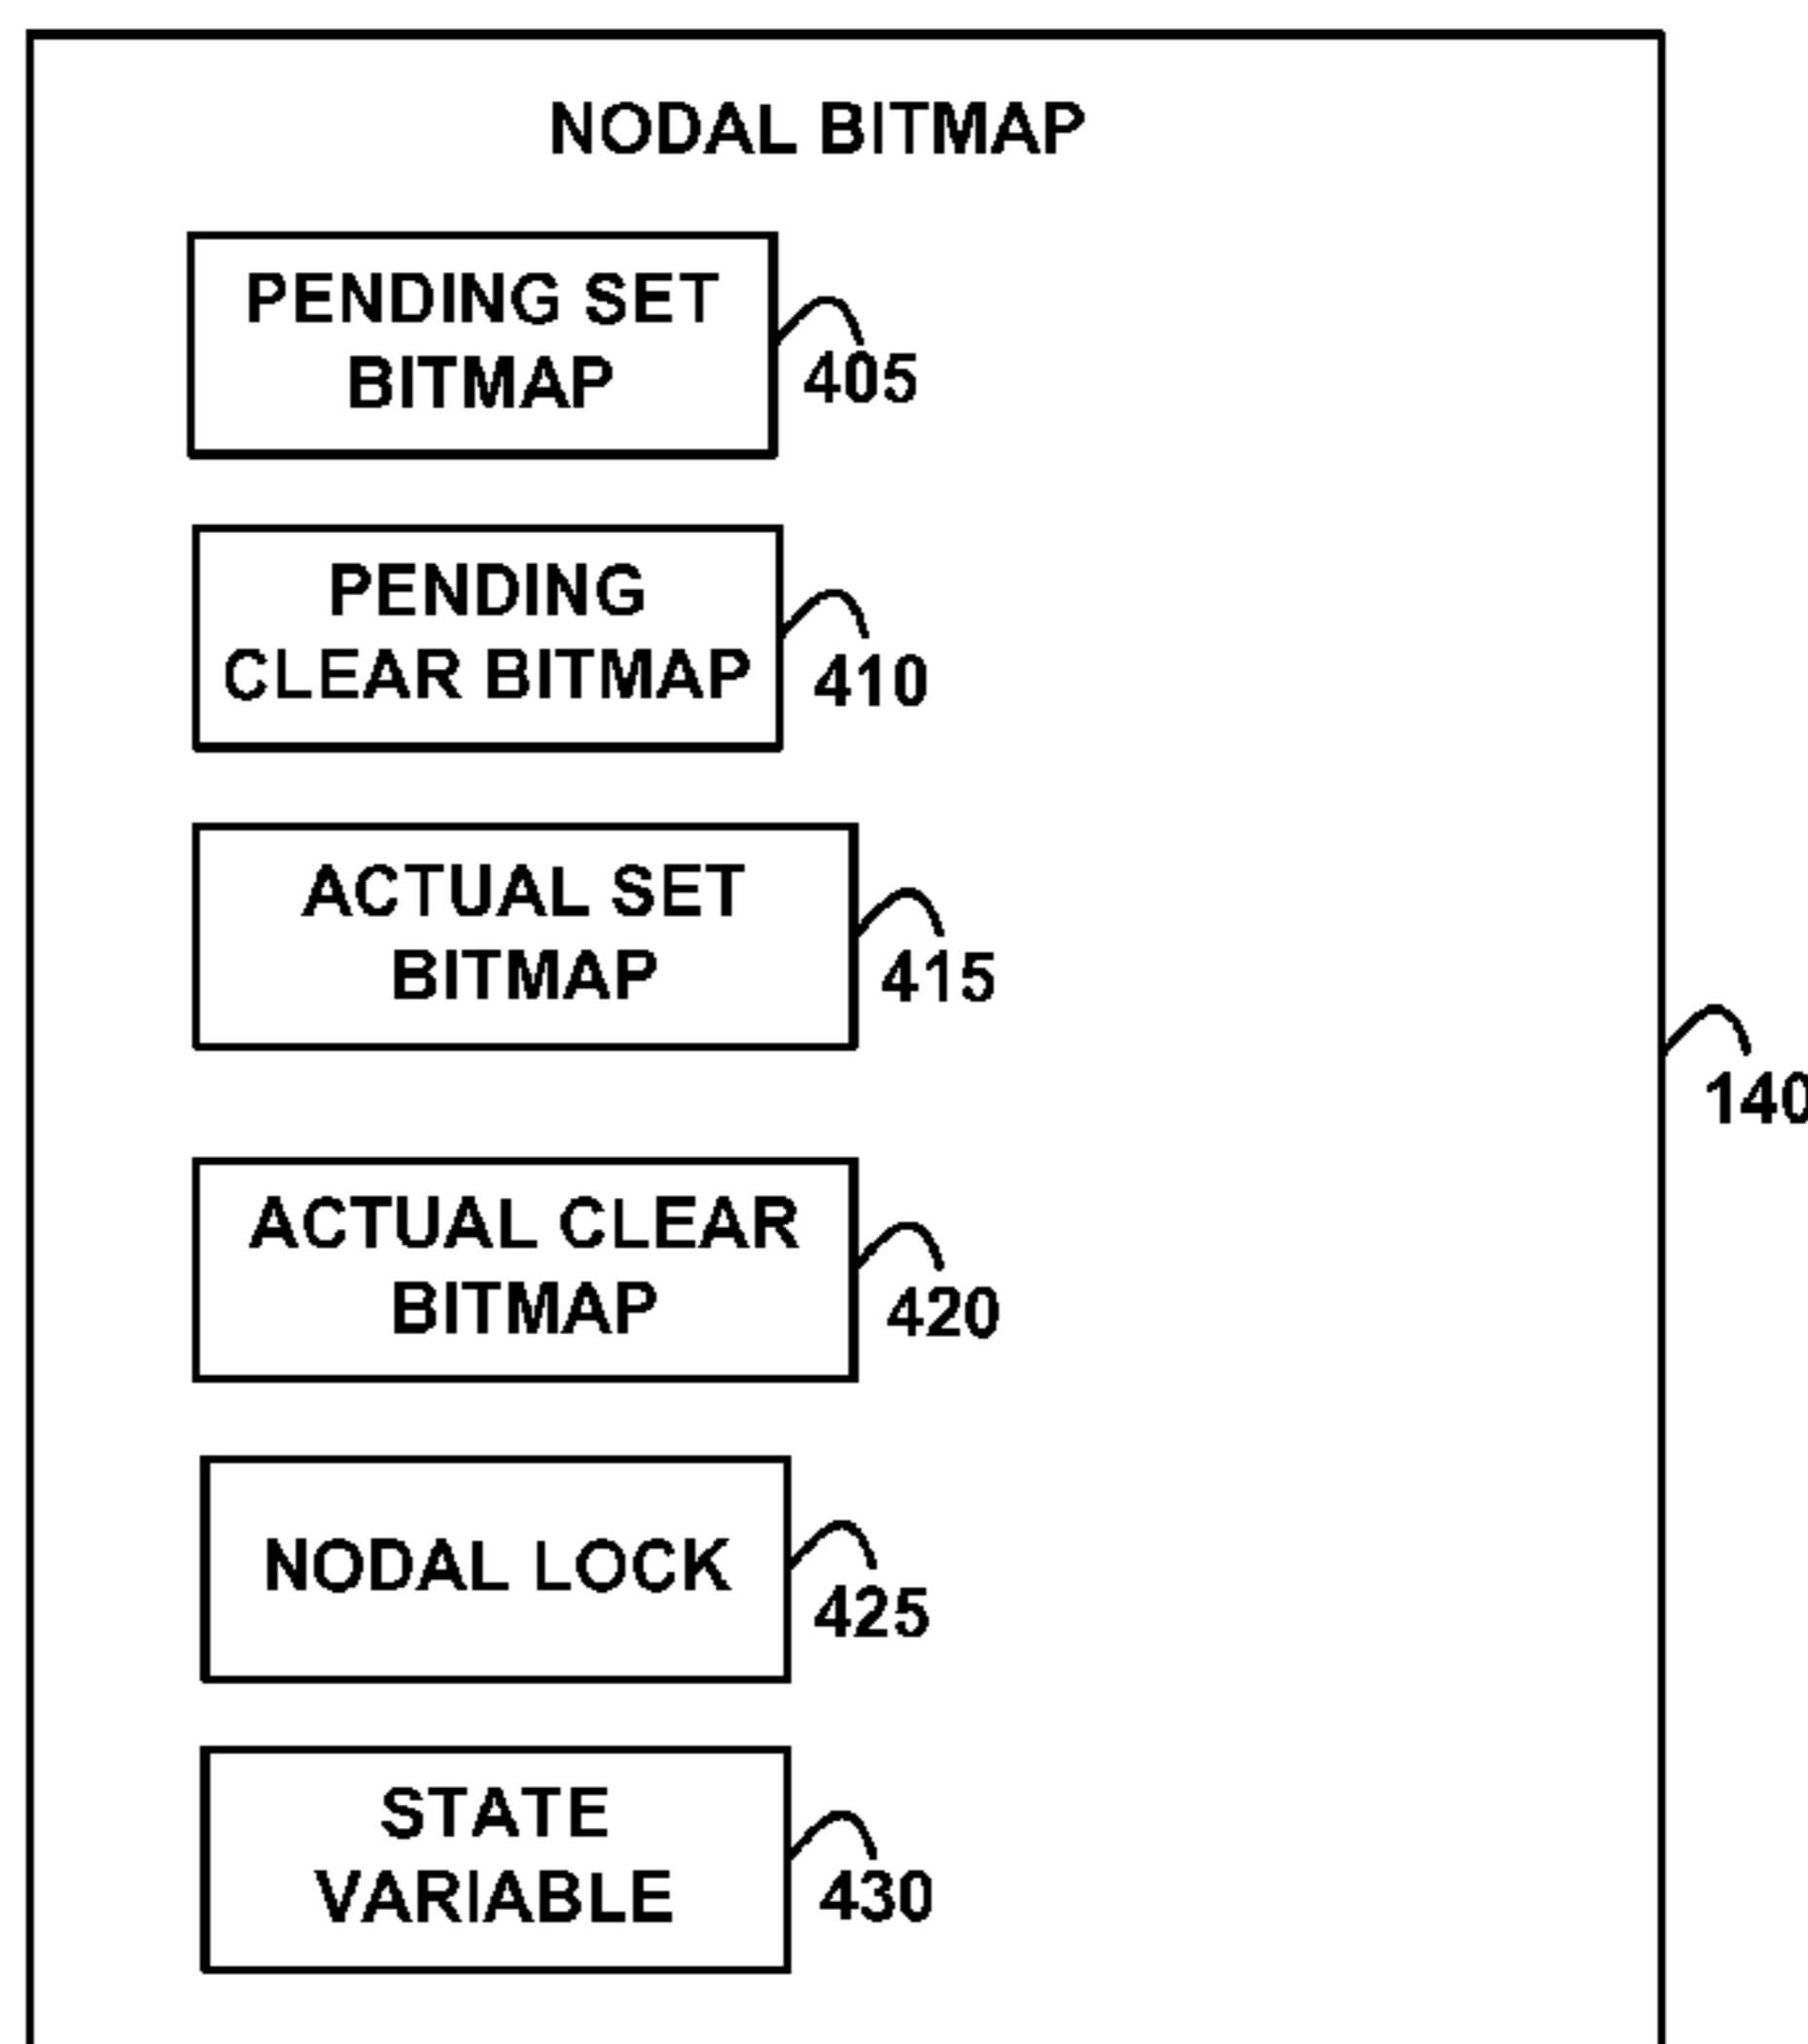 NODAL BITMAP
PENDING SET
BITMAP
405
PENDING
CLEAR BITMAP
410
ACTUAL SET
BITMAP
415
140
ACTUAL CLEAR
BITMAP
420
NODAL LOCK
425
STATE
VARIABLE
430